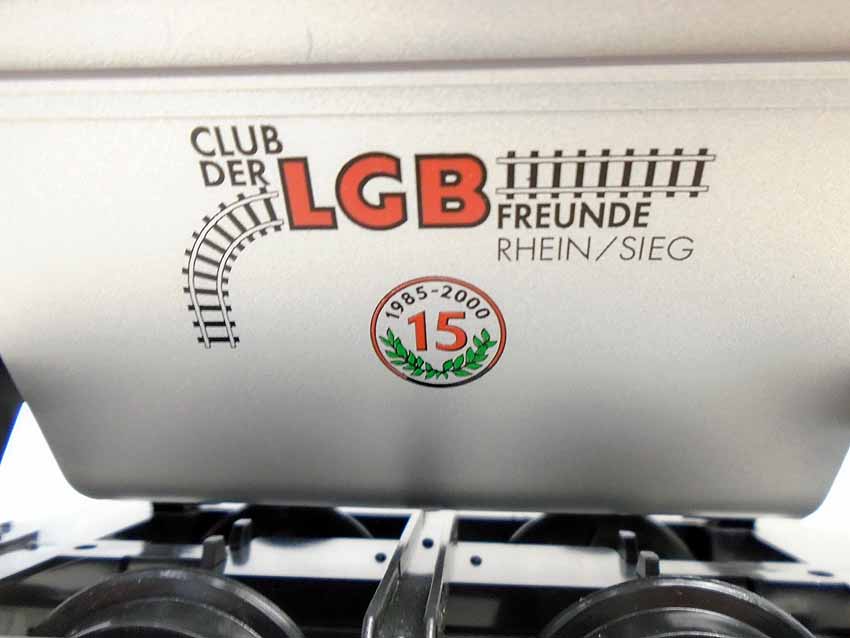 CLUB
DER
LGB
FREUNDE
RHEIN/SIEG
1985-2000
15